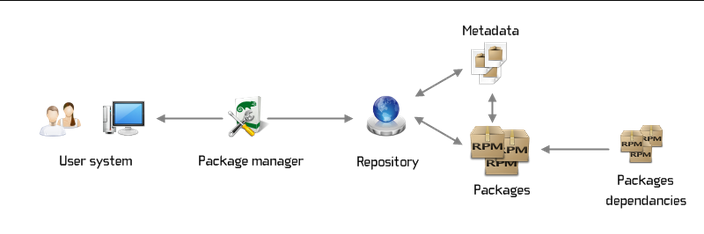 Metadata
User system
Package manager
Repository
RPM
RPM
RPM
Packages
RPM
RPM
RPM
Packages
dependancies